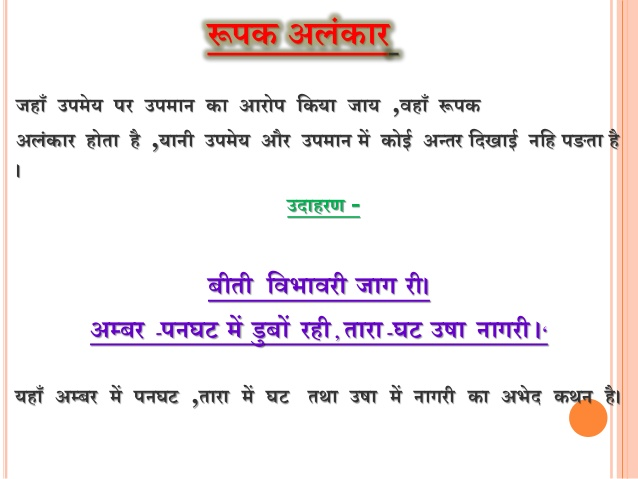 रूपक अलंकार
जहाँ उपमेय पर उपमान का आरोप किया जाय ,वहाँ रूपक
अलंकार होता है ,यानी उपमेय और उपमान में कोई अन्तर दिखाई नहि पङता है
।
उदाहरण -
बीती विभावरी जाग री।
अम्बर -पनघट में डुबों रही , तारा -घट उषा नागरी।‘
यहाँ अम्बर में पनघट ,तारा में घट तथा उषा में नागरी का अभेद कथन है।